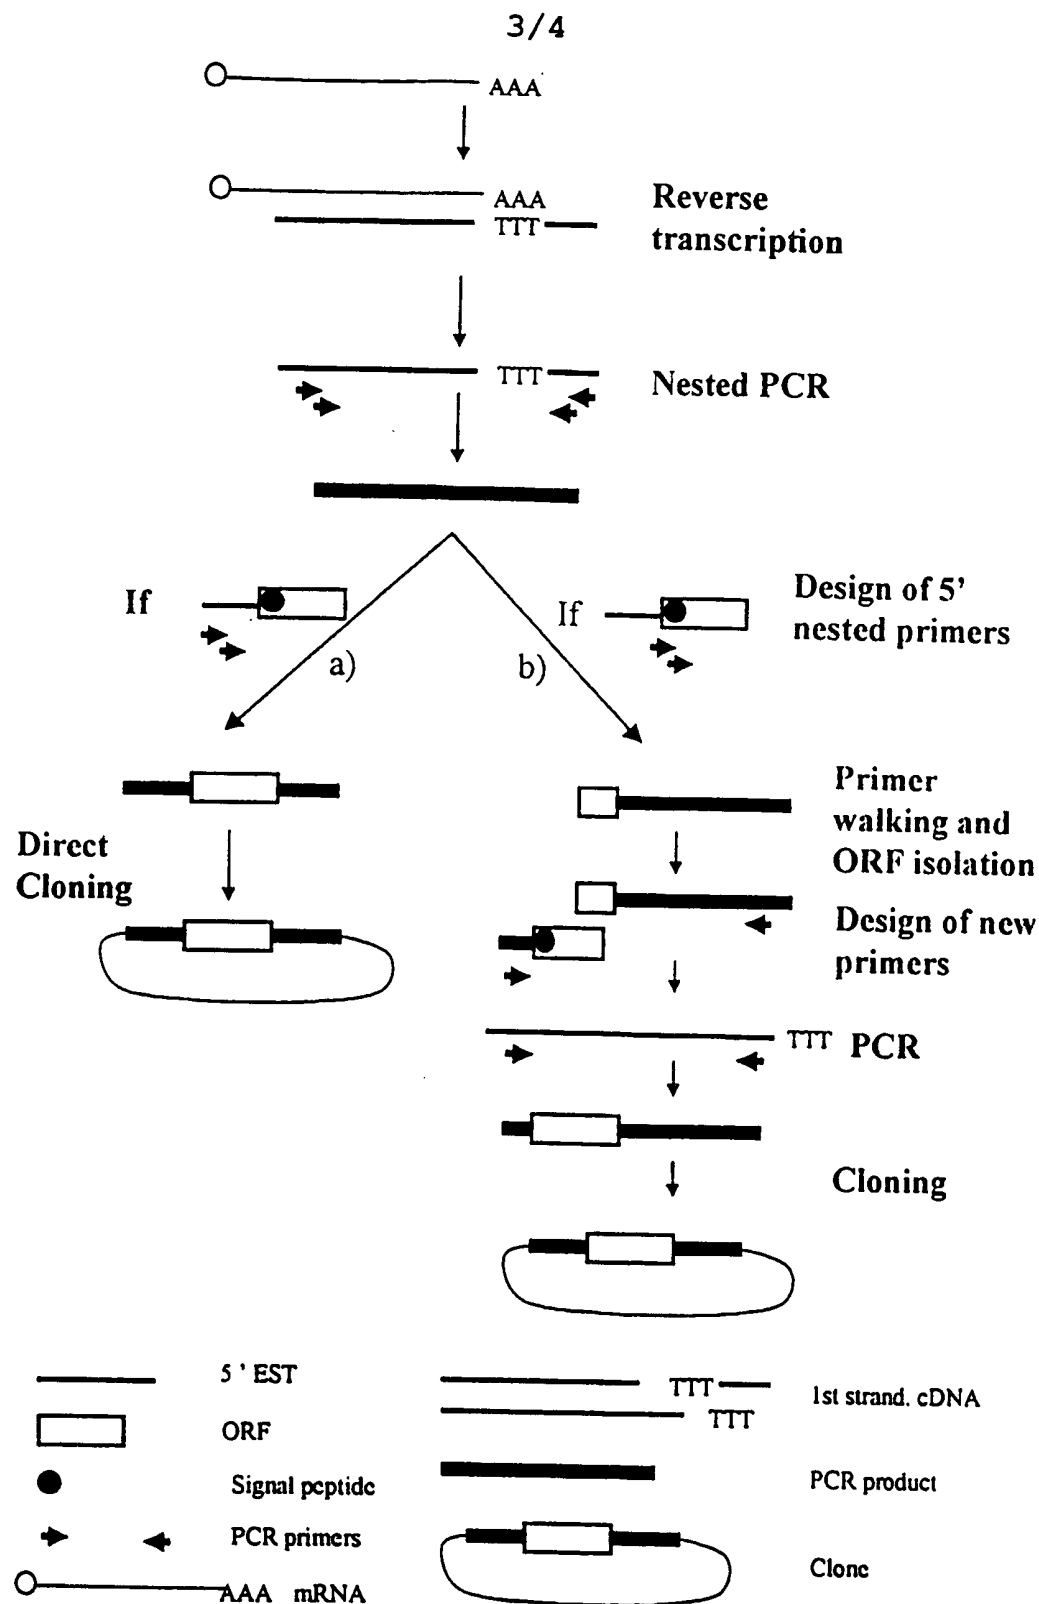 3/4
AAA
AAA
TTT
Reverse
transcription
TTT
Nested PCR
If
If
Design of 5'
nested primers
a)
b)
Direct
Cloning
Primer
walking and
ORF isolation
Design of new
primers
TTT
PCR
Cloning
5 ' EST
ORF
Signal peptide
PCR primers
AAA mRNA
TTT
TTT
1st strand. cDNA
PCR product
Clone